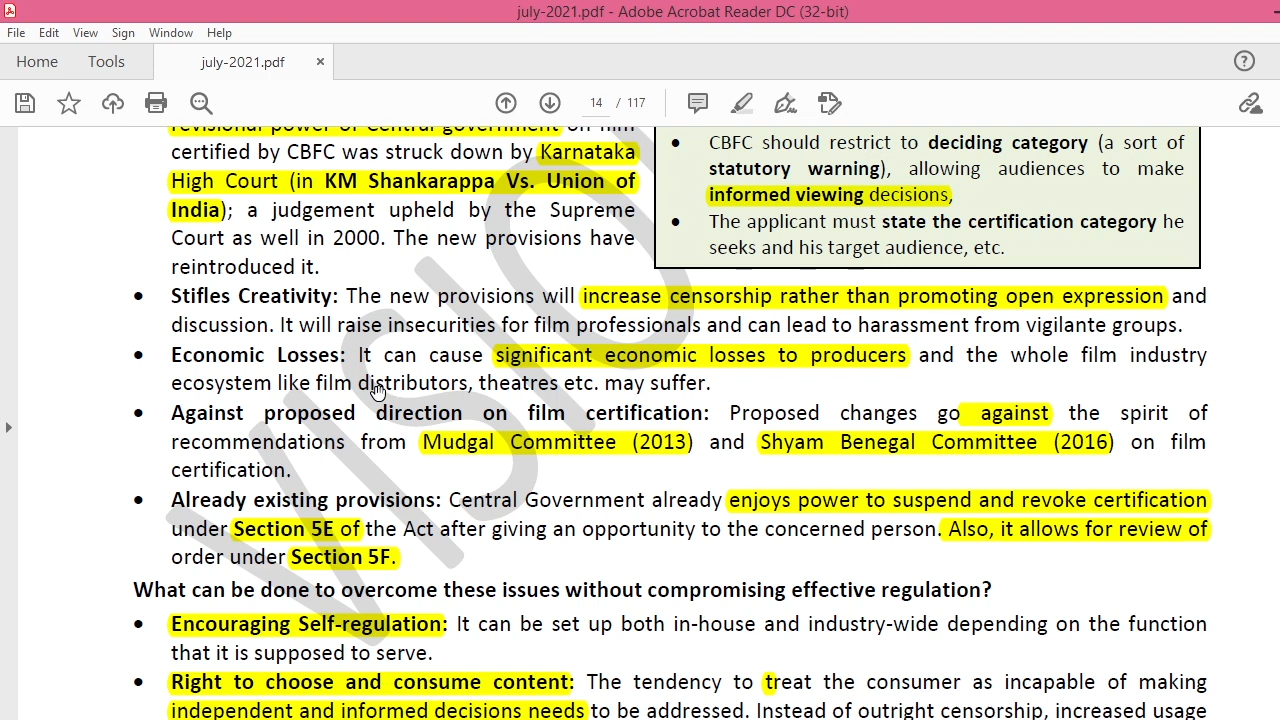 july-2021.pdf - Adobe Acrobat Reader DC (32-bit)
File Edit View Sign Window Help
Home Tools july-2021.pdf ×
14 / 117
revisional power of Central government on film
certified by CBFC was struck down by Karnataka
High Court (in KM Shankarappa Vs. Union of
India); a judgement upheld by the Supreme
Court as well in 2000. The new provisions have
reintroduced it.
• CBFC should restrict to deciding category (a sort of
statutory warning), allowing audiences to make
informed viewing decisions,
• The applicant must state the certification category he
seeks and his target audience, etc.
• Stifles Creativity: The new provisions will increase censorship rather than promoting open expression and
discussion. It will raise insecurities for film professionals and can lead to harassment from vigilante groups.
• Economic Losses: It can cause significant economic losses to producers and the whole film industry
ecosystem like film distributors, theatres etc. may suffer.
• Against proposed direction on film certification: Proposed changes go against the spirit of
recommendations from Mudgal Committee (2013) and Shyam Benegal Committee (2016) on film
certification.
• Already existing provisions: Central Government already enjoys power to suspend and revoke certification
under Section 5E of the Act after giving an opportunity to the concerned person. Also, it allows for review of
order under Section 5F.
What can be done to overcome these issues without compromising effective regulation?
• Encouraging Self-regulation: It can be set up both in-house and industry-wide depending on the function
that it is supposed to serve.
• Right to choose and consume content: The tendency to treat the consumer as incapable of making
independent and informed decisions needs to be addressed. Instead of outright censorship, increased usage
VISIO